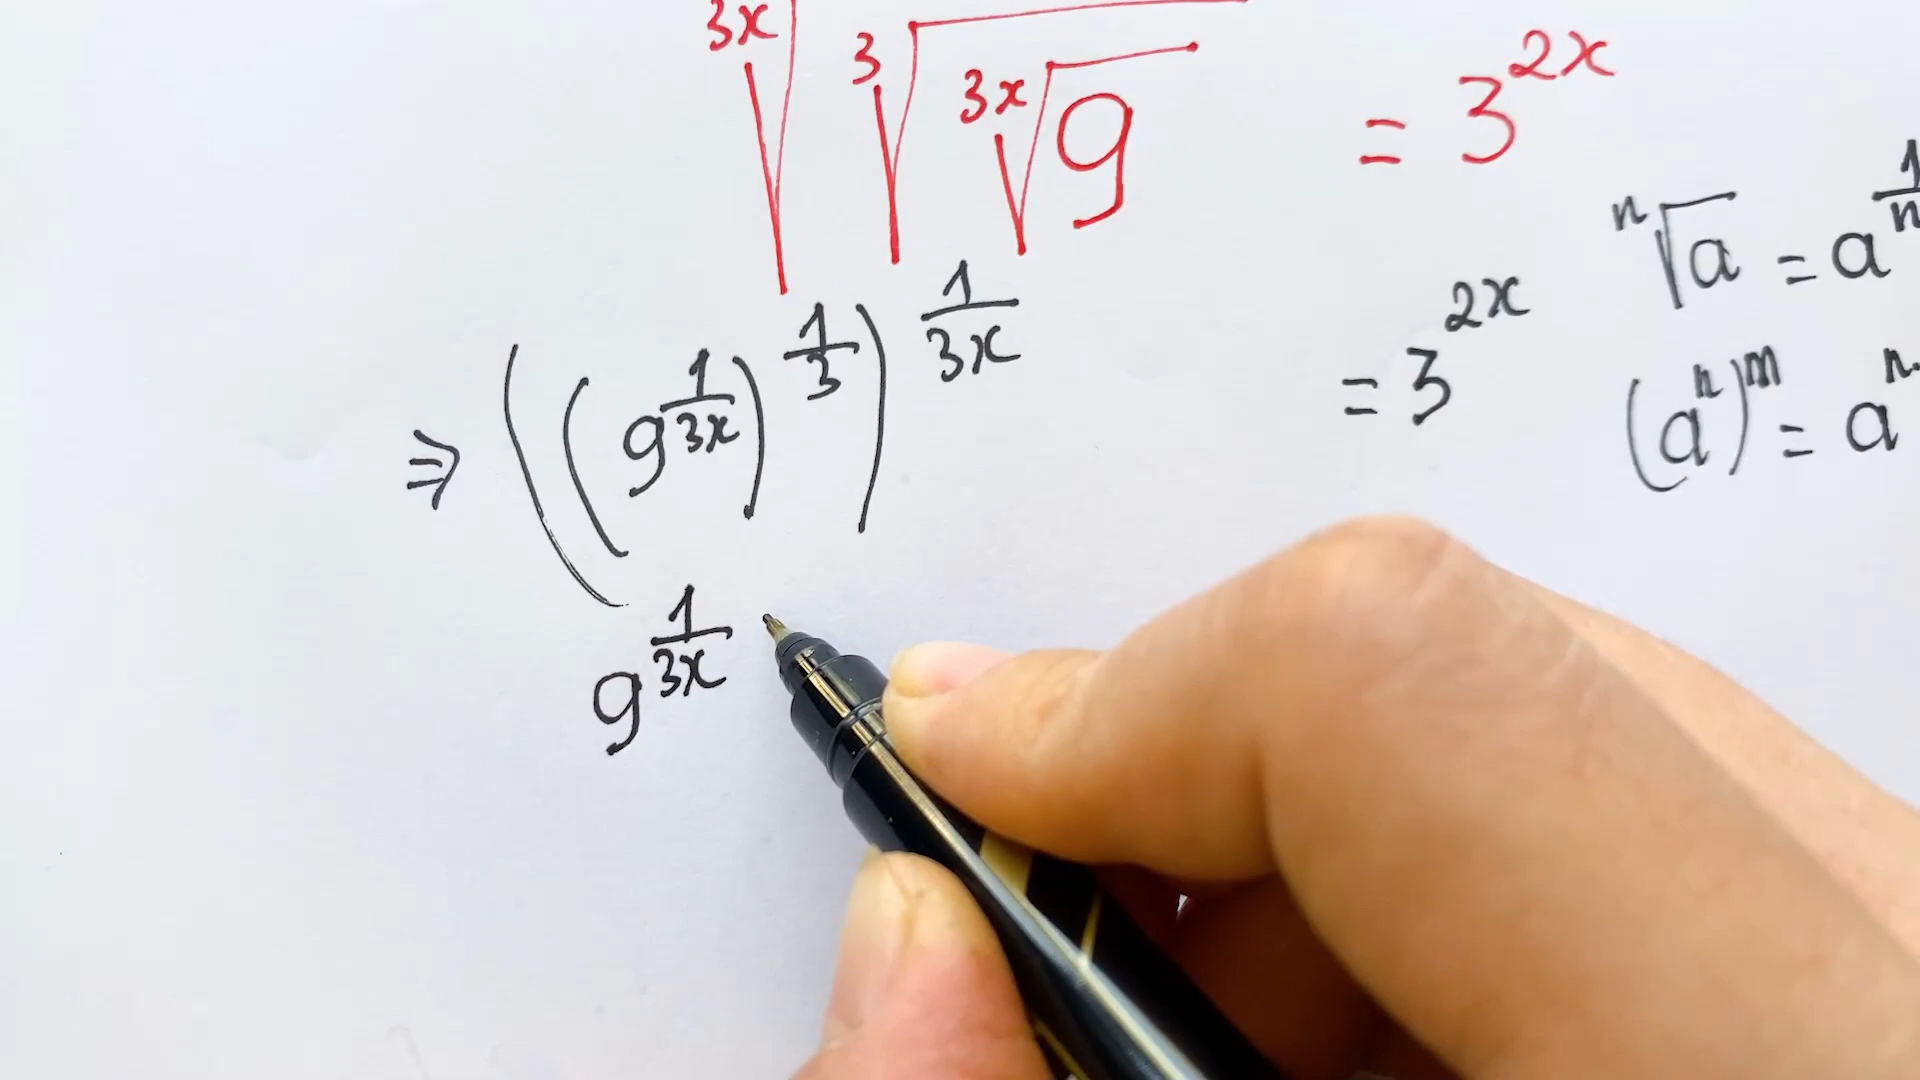 3x √ 3 √ 3x √ 9 = 3^2x
n √ a = a^1/n
⇒ ((9^1/3x)^1/3)^1/3x = 3^2x
(a^n)^m = a^n.
9^1/3x